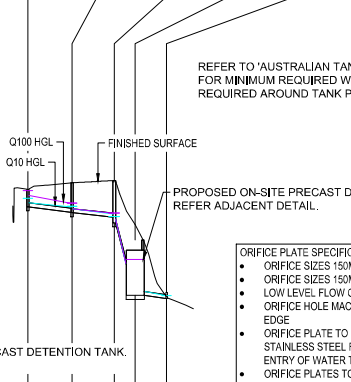 REFER TO 'AUSTRALIAN TAN
FOR MINIMUM REQUIRED W
REQUIRED AROUND TANK P
Q100 HGL
FINISHED SURFACE
Q10 HGL
PROPOSED ON-SITE PRECAST D
REFER ADJACENT DETAIL.
ORIFICE PLATE SPECIFIC
• ORIFICE SIZES 150M
• ORIFICE SIZES 150M
• LOW LEVEL FLOW C
• ORIFICE HOLE MAC
EDGE
• ORIFICE PLATE TO
STAINLESS STEEL P
ENTRY OF WATER T
• ORIFICE PLATES TO
CAST DETENTION TANK.